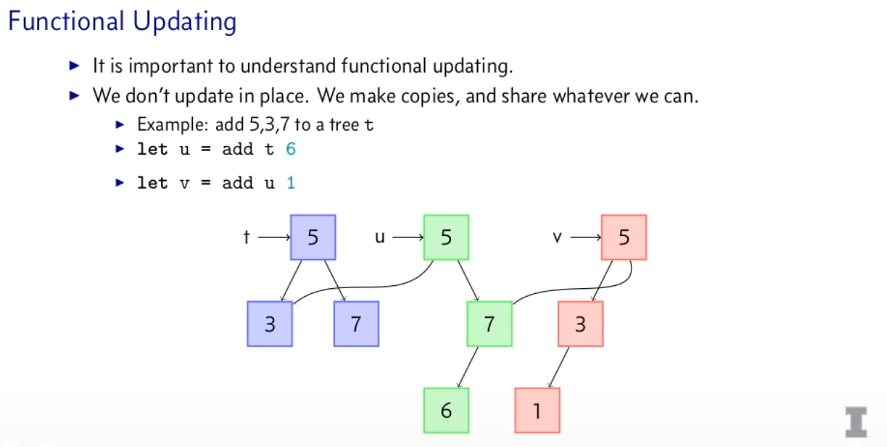 Functional Updating
It is important to understand functional updating.
We don't update in place. We make copies, and share whatever we can.
Example: add 5,3,7 to a tree t
let u = add t 6
let v = add u 1
t 5 u 5 v 5
3 7 7 3
6 1
I